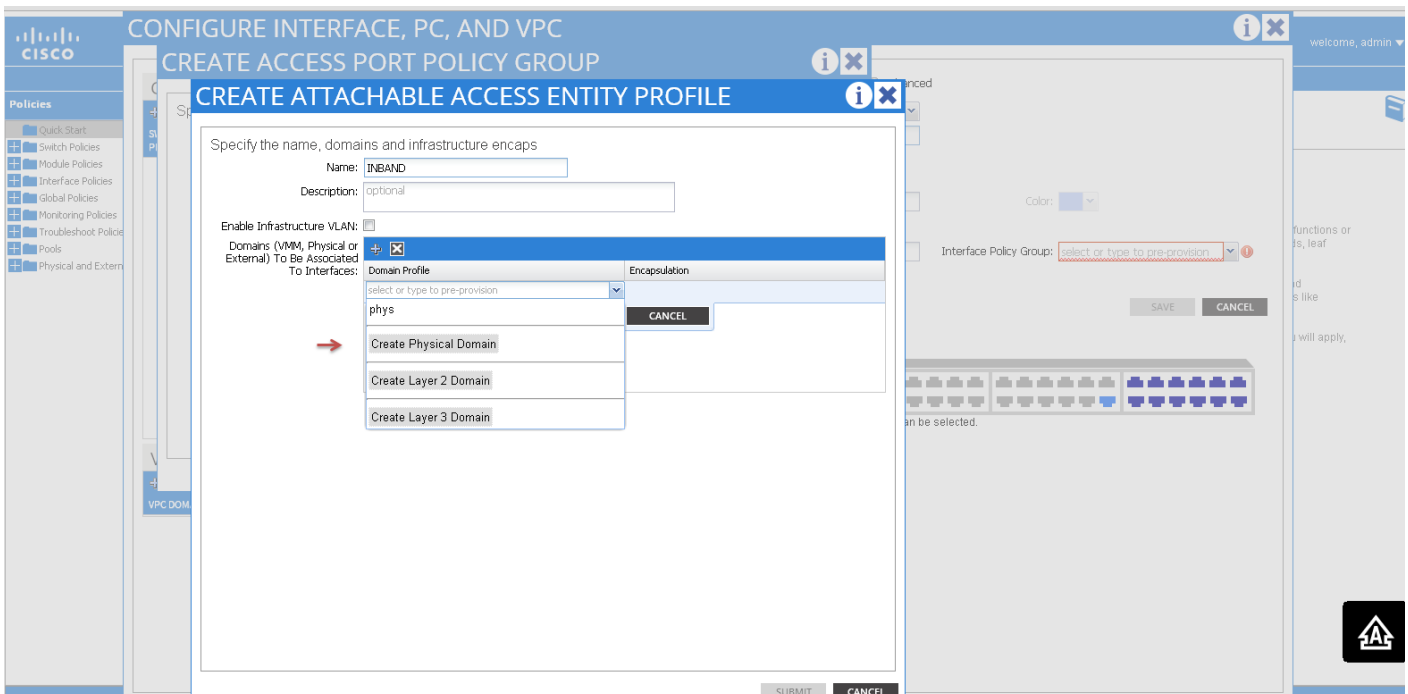 CISCO
welcome, admin
CONFIGURE INTERFACE, PC, AND VPC
CREATE ACCESS PORT POLICY GROUP
CREATE ATTACHABLE ACCESS ENTITY PROFILE
Policies
Quick Start
Switch Policies
Module Policies
Interface Policies
Global Policies
Monitoring Policies
Troubleshoot Policie
Pools
Physical and Extern
Sp
VPC DOM
Specify the name, domains and infrastructure encaps
Name: INBAND
Description: optional
Enable Infrastructure VLAN:
Domains (VMM, Physical or
External) To Be Associated
To Interfaces:
Domain Profile Encapsulation
select or type to pre-provision
phys
CANCEL
Create Physical Domain
Create Layer 2 Domain
Create Layer 3 Domain
SUBMIT CANCEL
anced
Color:
Interface Policy Group: select or type to pre-provision
SAVE CANCEL
an be selected.
functions or
s, leaf
d
s like
will apply,